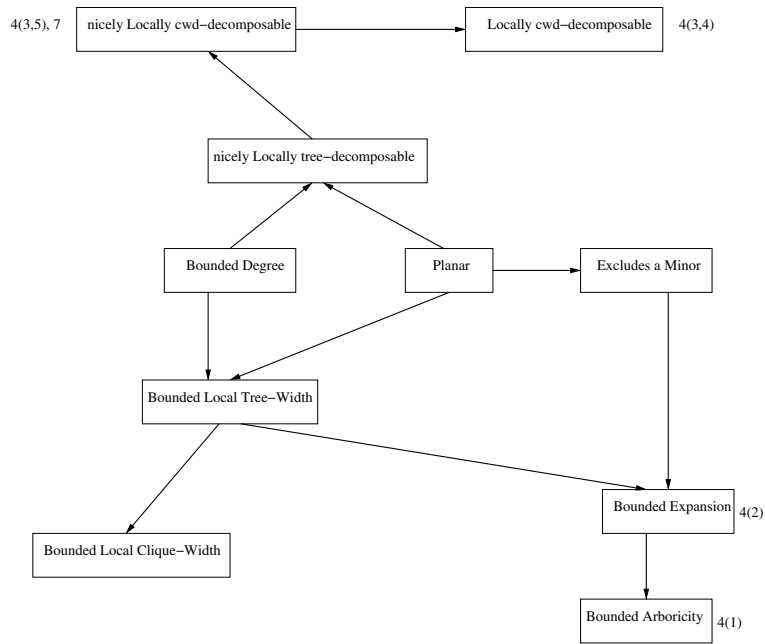 4(3,5), 7
nicely Locally cwd−decomposable
Locally cwd−decomposable
4(3,4)
nicely Locally tree−decomposable
Bounded Degree
Planar
Excludes a Minor
Bounded Local Tree−Width
Bounded Expansion
4(2)
Bounded Local Clique−Width
Bounded Arboricity
4(1)